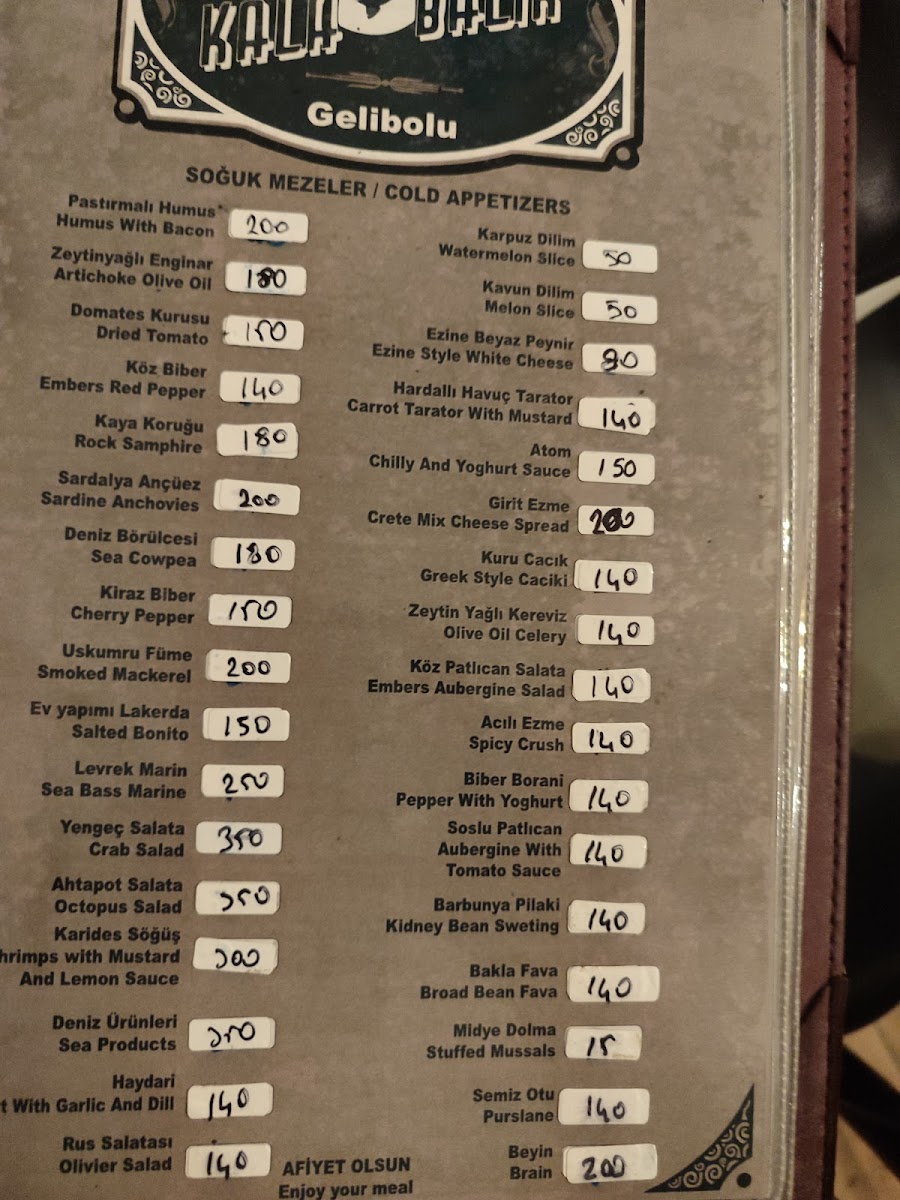 KALA BALIK
Gelibolu
SOĞUK MEZELER / COLD APPETIZERS
Pastırmalı Humus
Humus With Bacon 200
Zeytinyağlı Enginar
Artichoke Olive Oil 180
Domates Kurusu
Dried Tomato 150
Köz Biber
Embers Red Pepper 140
Kaya Koruğu
Rock Samphire 180
Sardalya Ançüez
Sardine Anchovies 200
Deniz Börülcesi
Sea Cowpea 180
Kiraz Biber
Cherry Pepper 150
Uskumru Füme
Smoked Mackerel 200
Ev yapımı Lakerda
Salted Bonito 150
Levrek Marin
Sea Bass Marine 250
Yengeç Salata
Crab Salad 350
Ahtapot Salata
Octopus Salad 350
Karides Söğüş
hrimps with Mustard
And Lemon Sauce 300
Deniz Ürünleri
Sea Products 350
Haydari
t With Garlic And Dill 140
Rus Salatası
Olivier Salad 140
Karpuz Dilim
Watermelon Slice 50
Kavun Dilim
Melon Slice 50
Ezine Beyaz Peynir
Ezine Style White Cheese
Hardallı Havuç Tarator
Carrot Tarator With Mustard 140
Atom
Chilly And Yoghurt Sauce 150
Girit Ezme
Crete Mix Cheese Spread 200
Kuru Cacık
Greek Style Caciki 140
Zeytin Yağlı Kereviz
Olive Oil Celery 140
Köz Patlıcan Salata
Embers Aubergine Salad 140
Acılı Ezme
Spicy Crush 140
Biber Borani
Pepper With Yoghurt 140
Soslu Patlıcan
Aubergine With
Tomato Sauce 140
Barbunya Pilaki
Kidney Bean Sweting 140
Bakla Fava
Broad Bean Fava 140
Midye Dolma
Stuffed Mussals 15
Semiz Otu
Purslane 140
Beyin
Brain 200
AFİYET OLSUN
Enjoy your meal